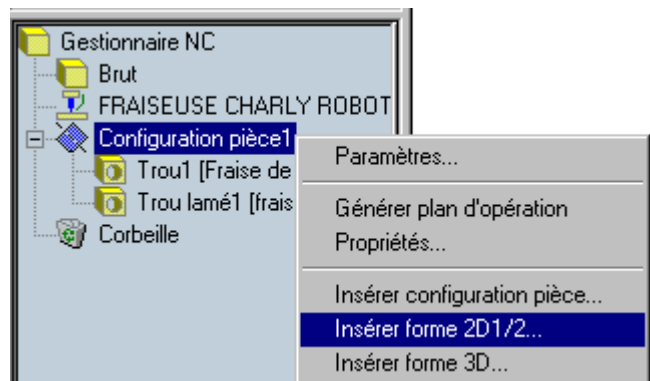 Gestionnaire NC
Brut
FRAISEUSE CHARLY ROBOT
Configuration pièce1
Trou1 [Fraise de
Trou lamé1 [frais
Corbeille
Paramètres...
Générer plan d'opération
Propriétés...
Insérer configuration pièce...
Insérer forme 2D1/2...
Insérer forme 3D...